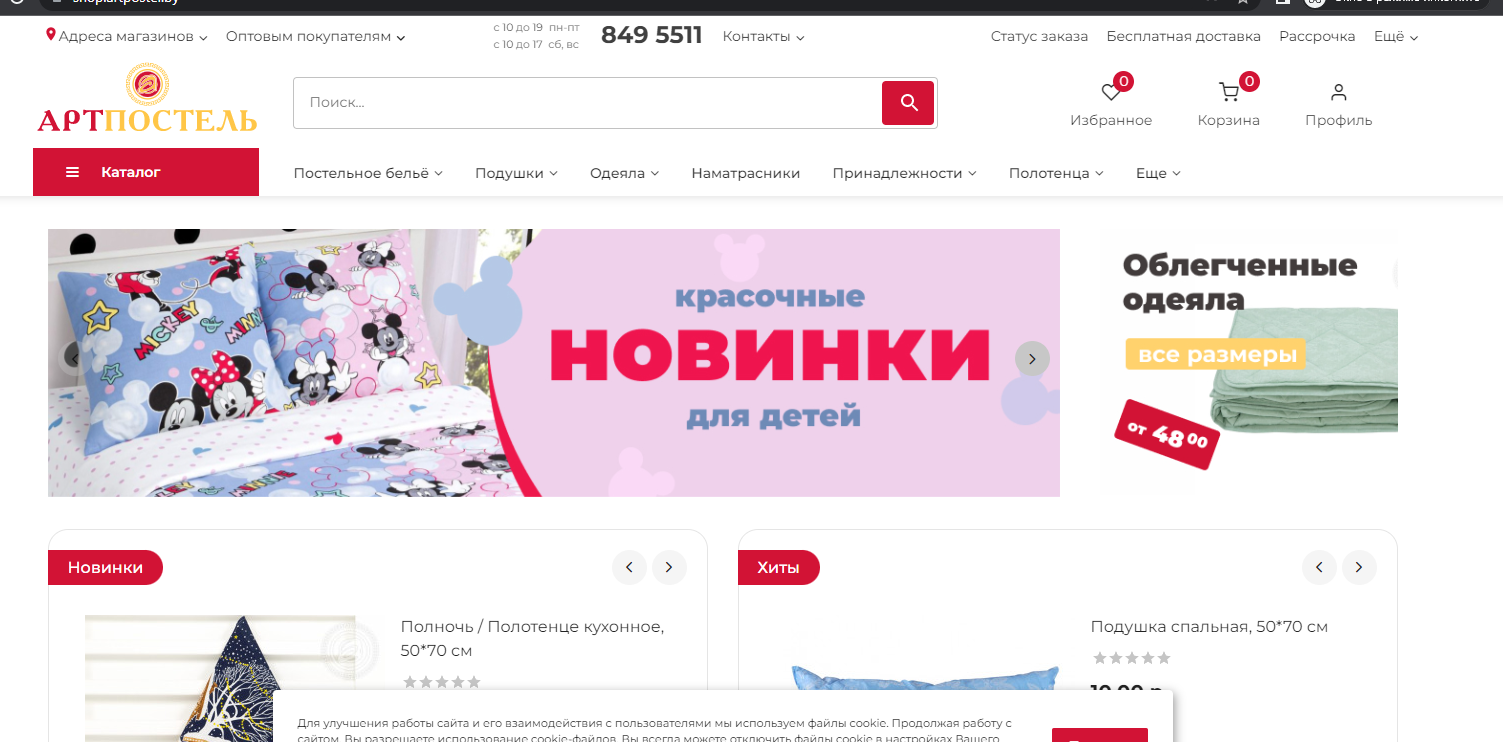 с 10 до 19 пн-пт
Адреса магазинов Оптовым покупателям 849 5511 Контакты Статус заказа Бесплатная доставка Рассрочка Ещё
с 10 до 17 сб, вс
0 0
Поиск...
АРТПОСТЕЛЬ
Избранное Корзина Профиль
Каталог Постельное бельё Подушки Одеяла Наматрасники Принадлежности Полотенца Еще
MICKEY & MINNIE
красочные
НОВИНКИ
для детей
Облегченные
одеяла
все размеры
от 48 00
Новинки
Полночь / Полотенце кухонное,
50*70 см
Хиты
Подушка спальная, 50*70 см
Для улучшения работы сайта и его взаимодействия с пользователями мы используем файлы cookie. Продолжая работу с
сайтом, Вы разрешаете использование cookie-файлов. Вы всегда можете отключить файлы cookie в настройках Вашего